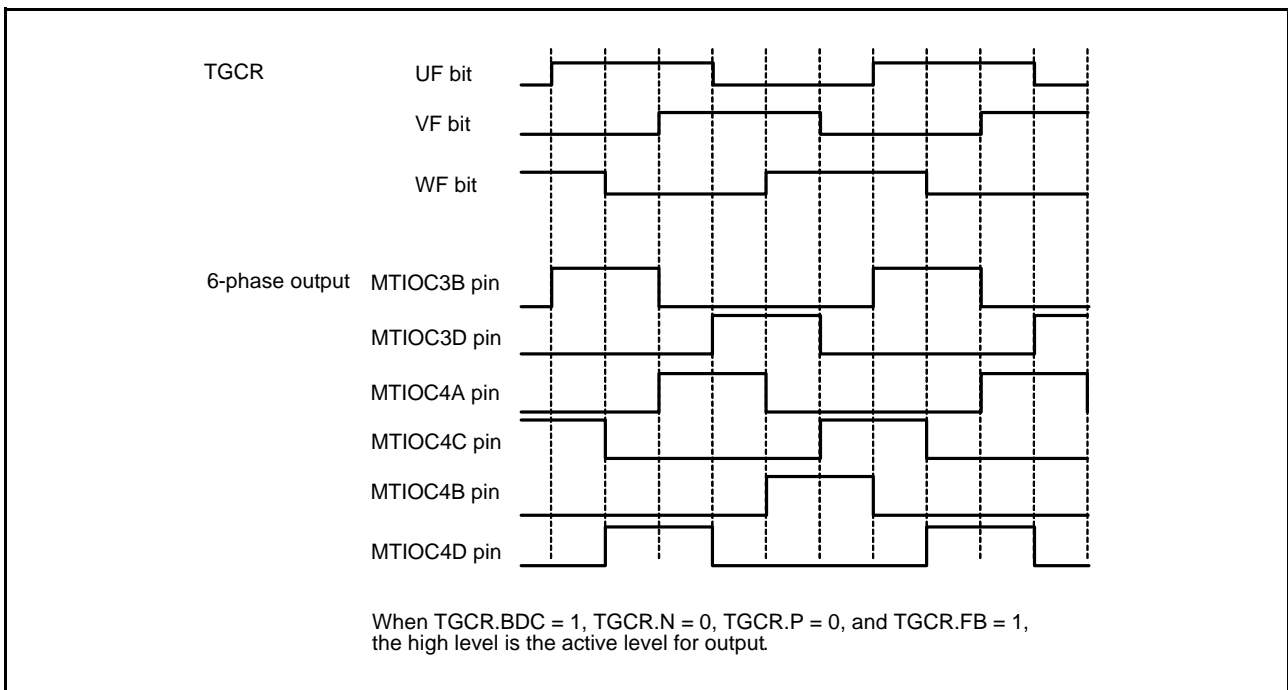 TGCR UF bit
VF bit
WF bit
6-phase output MTIOC3B pin
MTIOC3D pin
MTIOC4A pin
MTIOC4C pin
MTIOC4B pin
MTIOC4D pin
When TGCR.BDC = 1, TGCR.N = 0, TGCR.P = 0, and TGCR.FB = 1,
the high level is the active level for output.